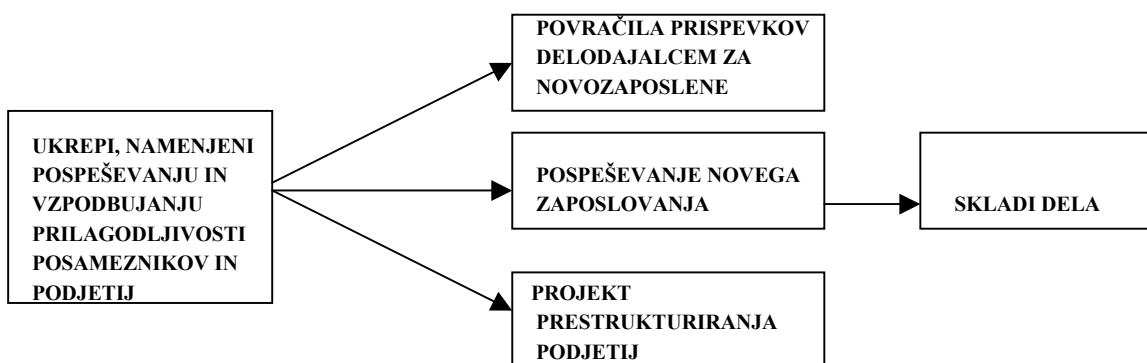 UKREPI, NAMENJENI
POSPEŠEVANJU IN
VZPODBUJANJU
PRILAGODLJIVOSTI
POSAMEZNIKOV IN
PODJETIJ
POVRAČILA PRISPEVKOV
DELODAJALCEM ZA
NOVOZAPOSLENE
POSPEŠEVANJE NOVEGA
ZAPOSLOVANJA
SKLADI DELA
PROJEKT
PRESTRUKTURIRANJA
PODJETIJ